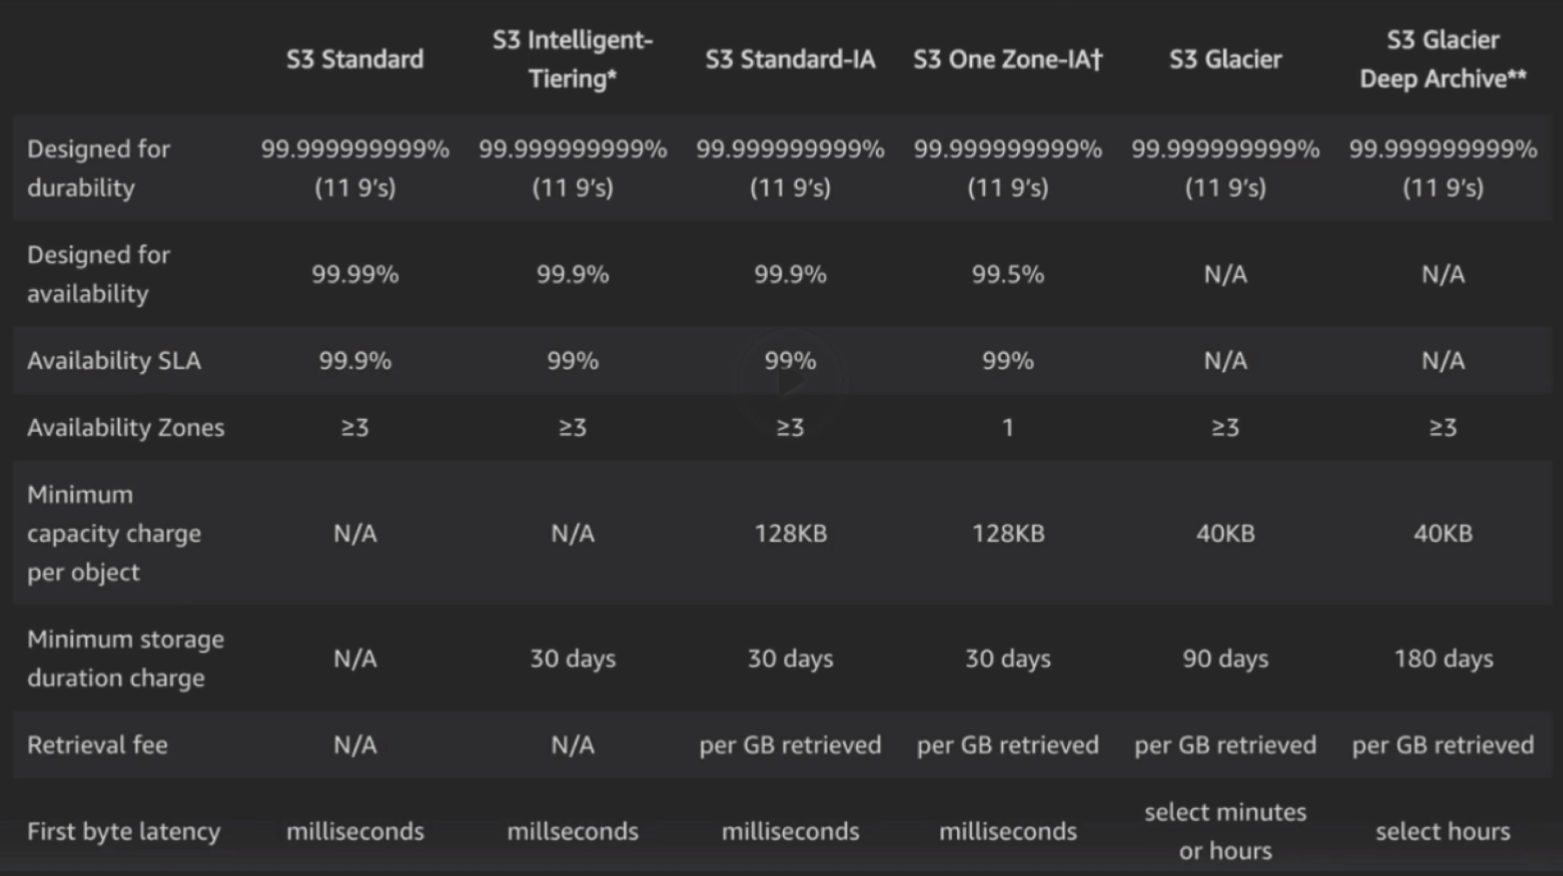 S3 Standard S3 Intelligent-Tiering* S3 Standard-IA S3 One Zone-IA† S3 Glacier S3 Glacier Deep Archive**
Designed for durability 99.999999999% (11 9’s) 99.999999999% (11 9’s) 99.999999999% (11 9’s) 99.999999999% (11 9’s) 99.999999999% (11 9’s) 99.999999999% (11 9’s)
Designed for availability 99.99% 99.9% 99.9% 99.5% N/A N/A
Availability SLA 99.9% 99% 99% 99% N/A N/A
Availability Zones ≥3 ≥3 ≥3 1 ≥3 ≥3
Minimum capacity charge per object N/A N/A 128KB 128KB 40KB 40KB
Minimum storage duration charge N/A 30 days 30 days 30 days 90 days 180 days
Retrieval fee N/A N/A per GB retrieved per GB retrieved per GB retrieved per GB retrieved
First byte latency milliseconds millseconds milliseconds milliseconds select minutes or hours select hours